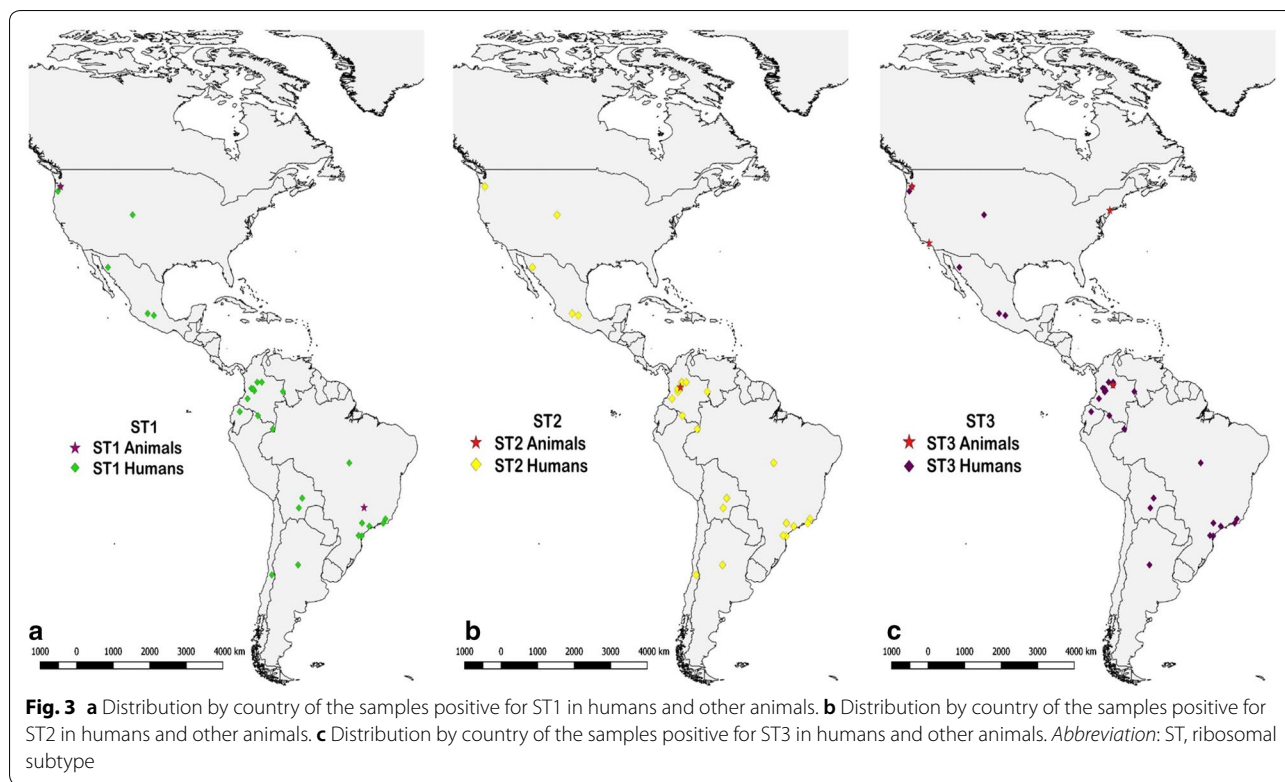 ST1
ST1 Animals
ST1 Humans
a
1000 0 1000 2000 3000 4000 km
ST2
ST2 Animals
ST2 Humans
b
1000 0 1000 2000 3000 4000 km
ST3
ST3 Animals
ST3 Humans
c
1000 0 1000 2000 3000 4000 km
Fig. 3 a Distribution by country of the samples positive for ST1 in humans and other animals. b Distribution by country of the samples positive for
ST2 in humans and other animals. c Distribution by country of the samples positive for ST3 in humans and other animals. Abbreviation: ST, ribosomal
subtype